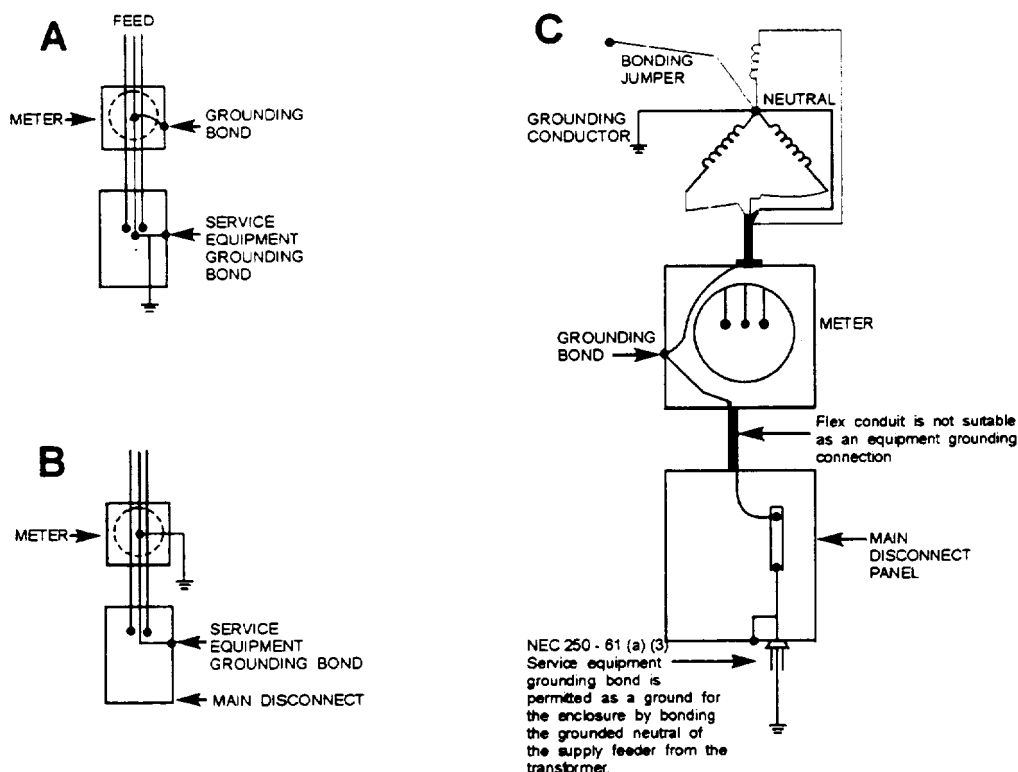 A
FEED
METER
GROUNDING
BOND
SERVICE
EQUIPMENT
GROUNDING
BOND
B
METER
SERVICE
EQUIPMENT
GROUNDING BOND
MAIN DISCONNECT
C
BONDING
JUMPER
NEUTRAL
GROUNDING
CONDUCTOR
METER
GROUNDING
BOND
Flex conduit is not suitable
as an equipment grounding
connection
MAIN
DISCONNECT
PANEL
NEC 250 - 61 (a) (3)
Service equipment
grounding bond is
permitted as a ground for
the enclosure by bonding
the grounded neutral of
the supply feeder from the
transformer.